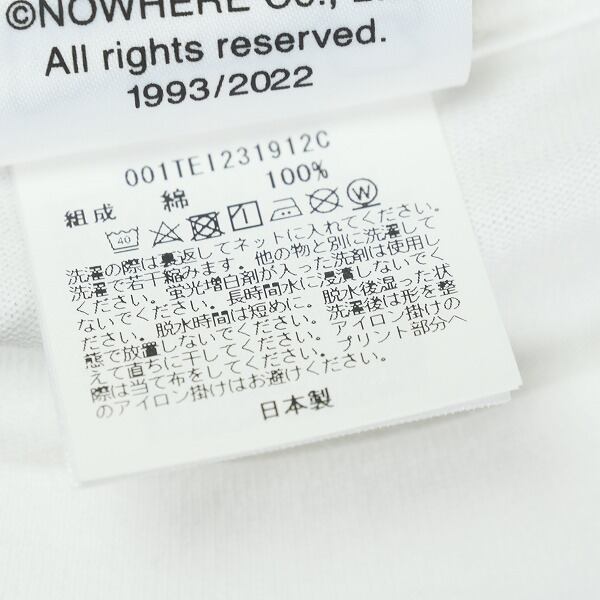 ©NOWHERE Co., L
All rights reserved.
1993/2022
001TEI231912C
組成 綿 100%
40 W
洗濯の際は裏返してネットに入れてください。
洗濯で若干縮みます。他の物と別に洗濯して
ください。蛍光増白剤が入った洗剤は使用し
ないでください。長時間水に浸漬しないでく
ださい。脱水時間は短めに。脱水後湿った状
態で放置しないでください。洗濯後は形を整
えて直ちに干してください。アイロン掛けの
際は当て布をしてください。プリント部分へ
のアイロン掛けはお避けください。
日本製